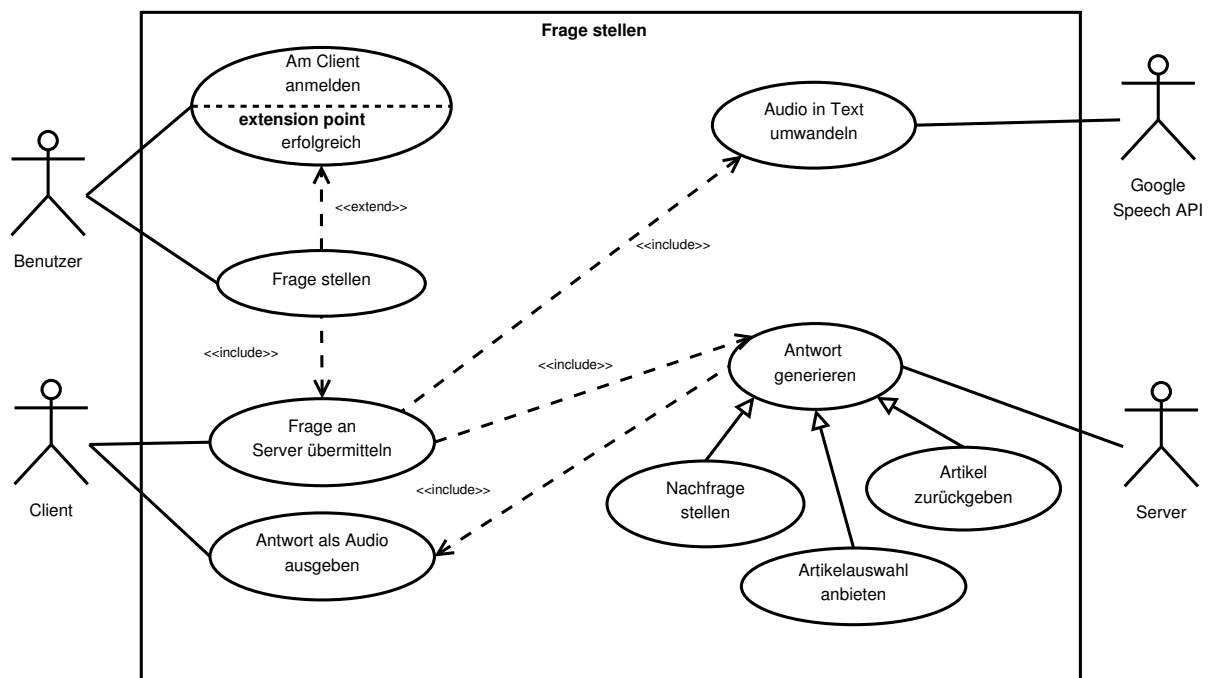 Frage stellen
Am Client
anmelden
extension point
erfolgreich
Audio in Text
umwandeln
Benutzer
Google
Speech API
<<extend>>
<<include>>
Frage stellen
<<include>>
<<include>>
Antwort
generieren
Client
Frage an
Server übermitteln
<<include>>
Nachfrage
stellen
Artikel
zurückgeben
Server
Antwort als Audio
ausgeben
Artikelauswahl
anbieten